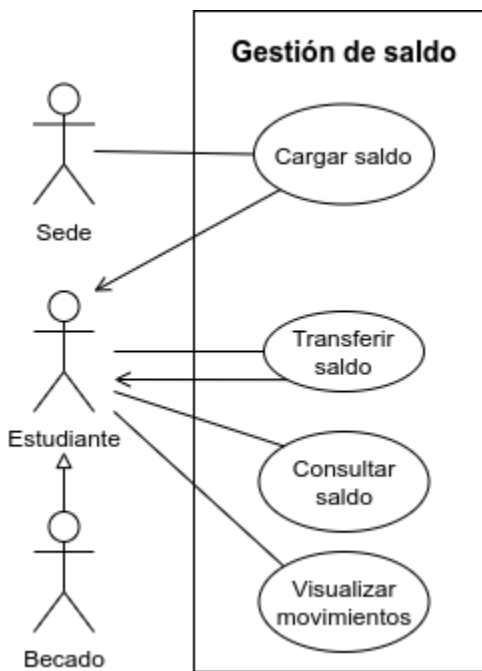 Gestión de saldo
Cargar saldo
Sede
Transferir
saldo
Estudiante
Consultar
saldo
Visualizar
movimientos
Becado